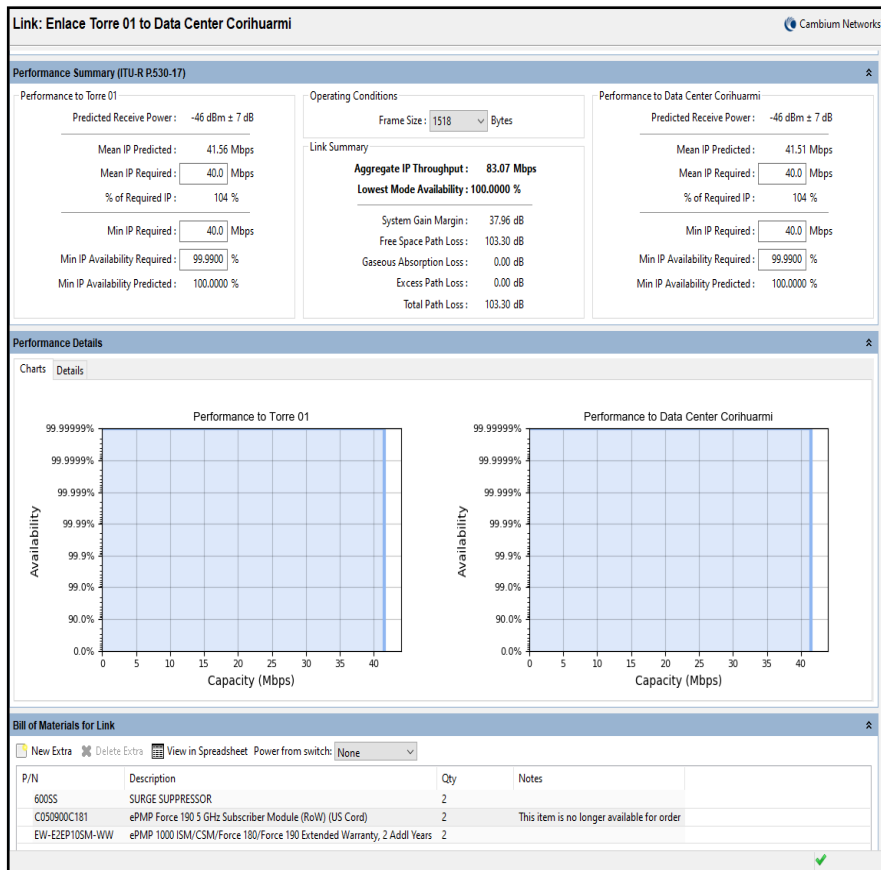 Link: Enlace Torre 01 to Data Center Corihuarmi
Cambium Networks
Performance Summary (ITU-R P.530-17)
Performance to Torre 01
Predicted Receive Power : -46 dBm ± 7 dB
Mean IP Predicted : 41.56 Mbps
Mean IP Required : 40.0 Mbps
% of Required IP : 104 %
Min IP Required : 40.0 Mbps
Min IP Availability Required : 99.9900 %
Min IP Availability Predicted : 100.0000 %
Operating Conditions
Frame Size : 1518 Bytes
Link Summary
Aggregate IP Throughput : 83.07 Mbps
Lowest Mode Availability : 100.0000 %
System Gain Margin : 37.96 dB
Free Space Path Loss : 103.30 dB
Gaseous Absorption Loss : 0.00 dB
Excess Path Loss : 0.00 dB
Total Path Loss : 103.30 dB
Performance to Data Center Corihuarmi
Predicted Receive Power : -46 dBm ± 7 dB
Mean IP Predicted : 41.51 Mbps
Mean IP Required : 40.0 Mbps
% of Required IP : 104 %
Min IP Required : 40.0 Mbps
Min IP Availability Required : 99.9900 %
Min IP Availability Predicted : 100.0000 %
Performance Details
Charts Details
Performance to Torre 01
99.99999%
99.9999%
99.999%
99.99%
99.9%
99.0%
90.0%
0.0%
Availability
0 5 10 15 20 25 30 35 40
Capacity (Mbps)
Performance to Data Center Corihuarmi
99.99999%
99.9999%
99.999%
99.99%
99.9%
99.0%
90.0%
0.0%
Availability
0 5 10 15 20 25 30 35 40
Capacity (Mbps)
Bill of Materials for Link
New Extra Delete Extra View in Spreadsheet Power from switch: None
P/N Description Qty Notes
600SS SURGE SUPPRESSOR 2
C050900C181 ePMP Force 190 5 GHz Subscriber Module (RoW) (US Cord) 2 This item is no longer available for order
EW-E2EP10SM-WW ePMP 1000 ISM/CSM/Force 180/Force 190 Extended Warranty, 2 Addl Years 2